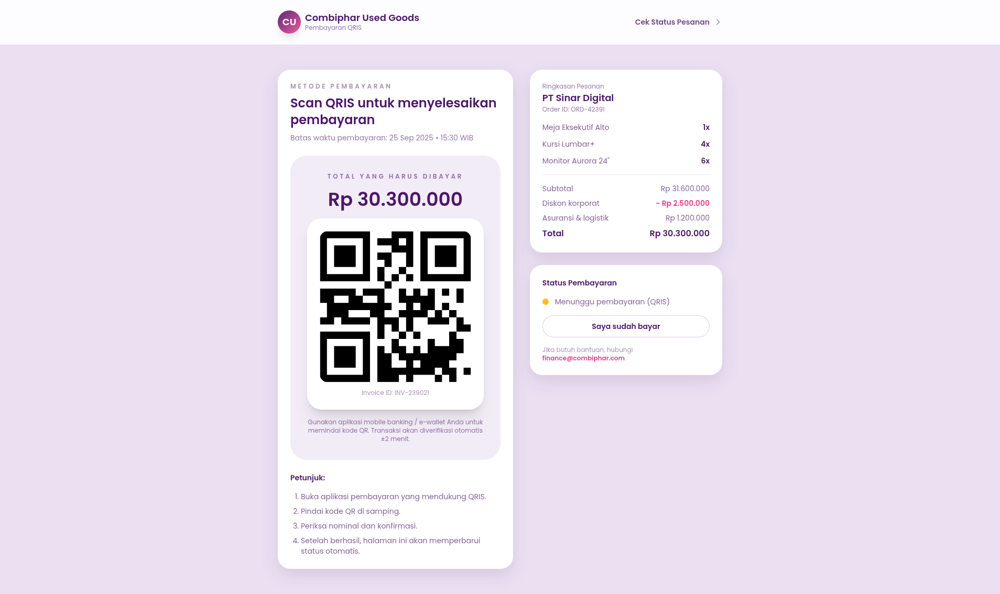 CU
Combiphar Used Goods
Pembayaran QRIS
Cek Status Pesanan
METODE PEMBAYARAN
Scan QRIS untuk menyelesaikan
pembayaran
Batas waktu pembayaran: 25 Sep 2025 • 15:30 WIB
TOTAL YANG HARUS DIBAYAR
Rp 30.300.000
Invoice ID: INV-239021
Gunakan aplikasi mobile banking / e-wallet Anda untuk
memindai kode QR. Transaksi akan diverifikasi otomatis
±2 menit.
Petunjuk:
1. Buka aplikasi pembayaran yang mendukung QRIS.
2. Pindai kode QR di samping.
3. Periksa nominal dan konfirmasi.
4. Setelah berhasil, halaman ini akan memperbarui
status otomatis.
Ringkasan Pesanan
PT Sinar Digital
Order ID: ORD-42391
Meja Eksekutif Alto 1x
Kursi Lumbar+ 4x
Monitor Aurora 24" 6x
Subtotal Rp 31.600.000
Diskon korporat - Rp 2.500.000
Asuransi & logistik Rp 1.200.000
Total Rp 30.300.000
Status Pembayaran
Menunggu pembayaran (QRIS)
Saya sudah bayar
Jika butuh bantuan, hubungi
finance@combiphar.com.